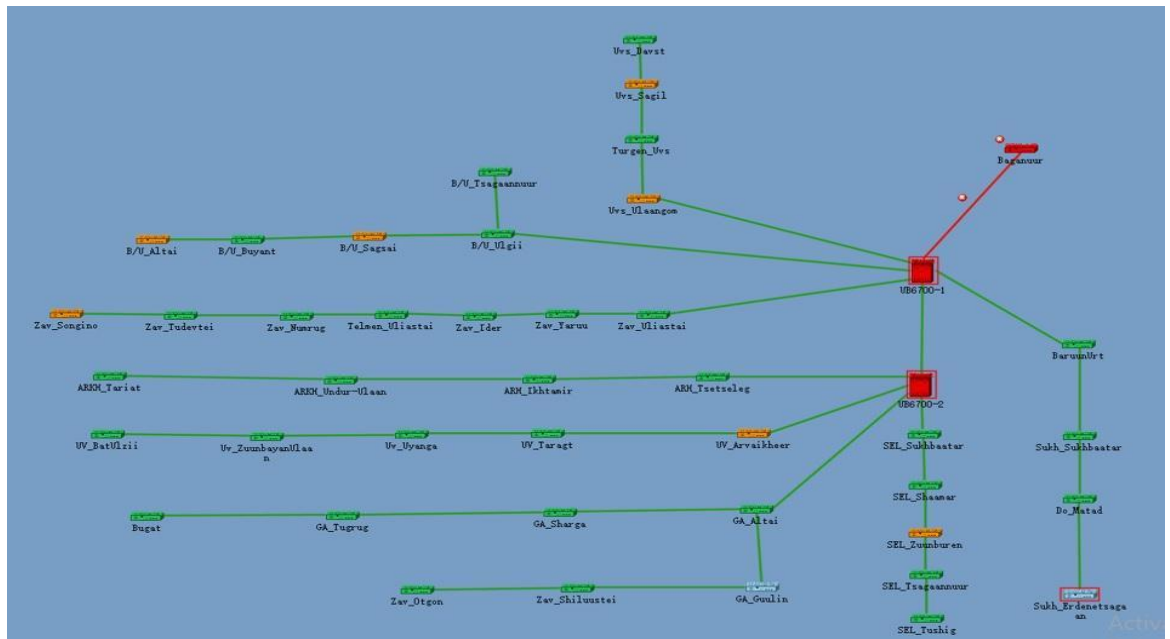 Uvs_Davst
Uvs_Sagil
Turgen_Uvs
Baganuur
B/U_Tsagaannuur
Uvs_Ulaangom
B/U_Altai
B/U_Buyant
B/U_Sagsai
B/U_Ulgii
UB6700-1
Zav_Songino
Zav_Tudevtei
Zav_Numrug
Telmen_Uliastai
Zav_Ider
Zav_Yaruu
Zav_Uliastai
BaruunUrt
ARKH_Tariat
ARKH_Undur-Ulaan
ARH_Ikhtamir
ARH_Tsetseleg
UB6700-2
UV_BatUlzii
Uv_ZuunbayanUlaa
n
Uv_Uyanga
UV_Taragt
UV_Arvaikheer
SEL_Sukhbaatar
Sukh_Sukhbaatar
SEL_Shaamar
Do_Matad
Bugat
GA_Tugrug
GA_Sharga
GA_Altai
SEL_Zuunburen
SEL_Tsagaannuur
Zav_Otgon
Zav_Shiluustei
GA_Guulin
Sukh_Erdenetsaga
an
SEL_Tushig
Activ